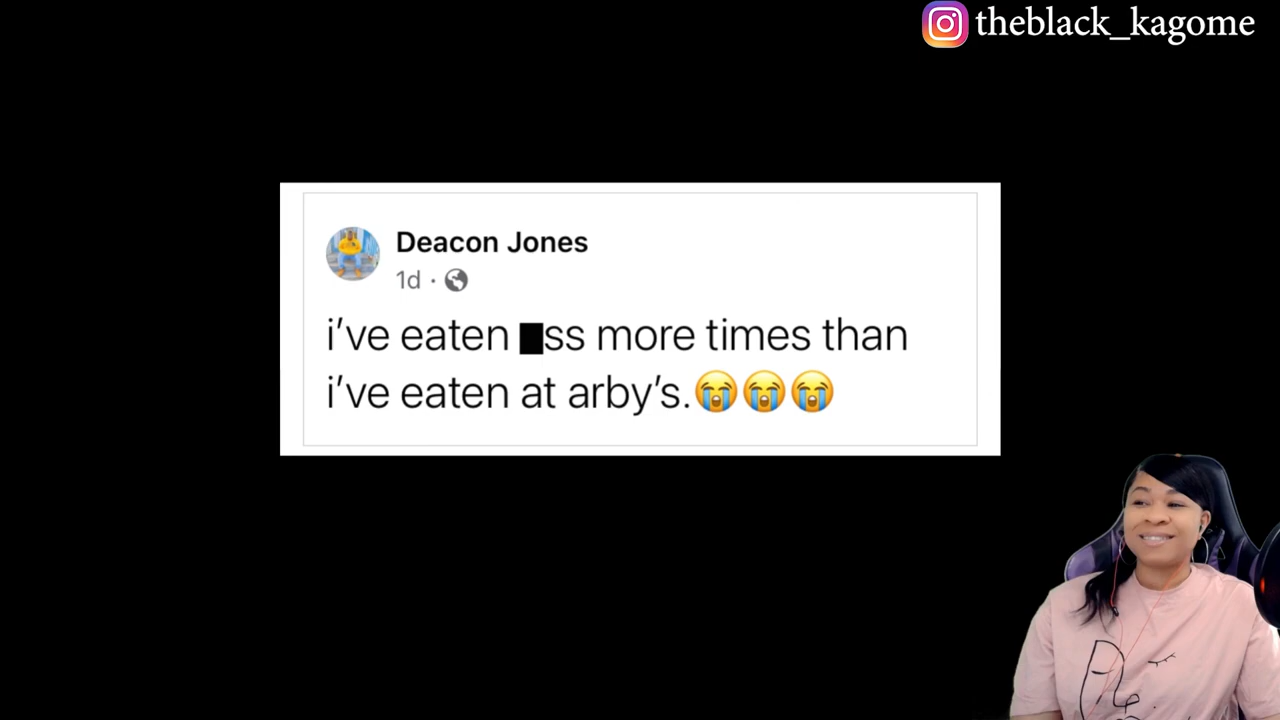 theblack_kagome
Deacon Jones
1d ·
i've eaten ■ss more times than
i've eaten at arby's.😭😭😭